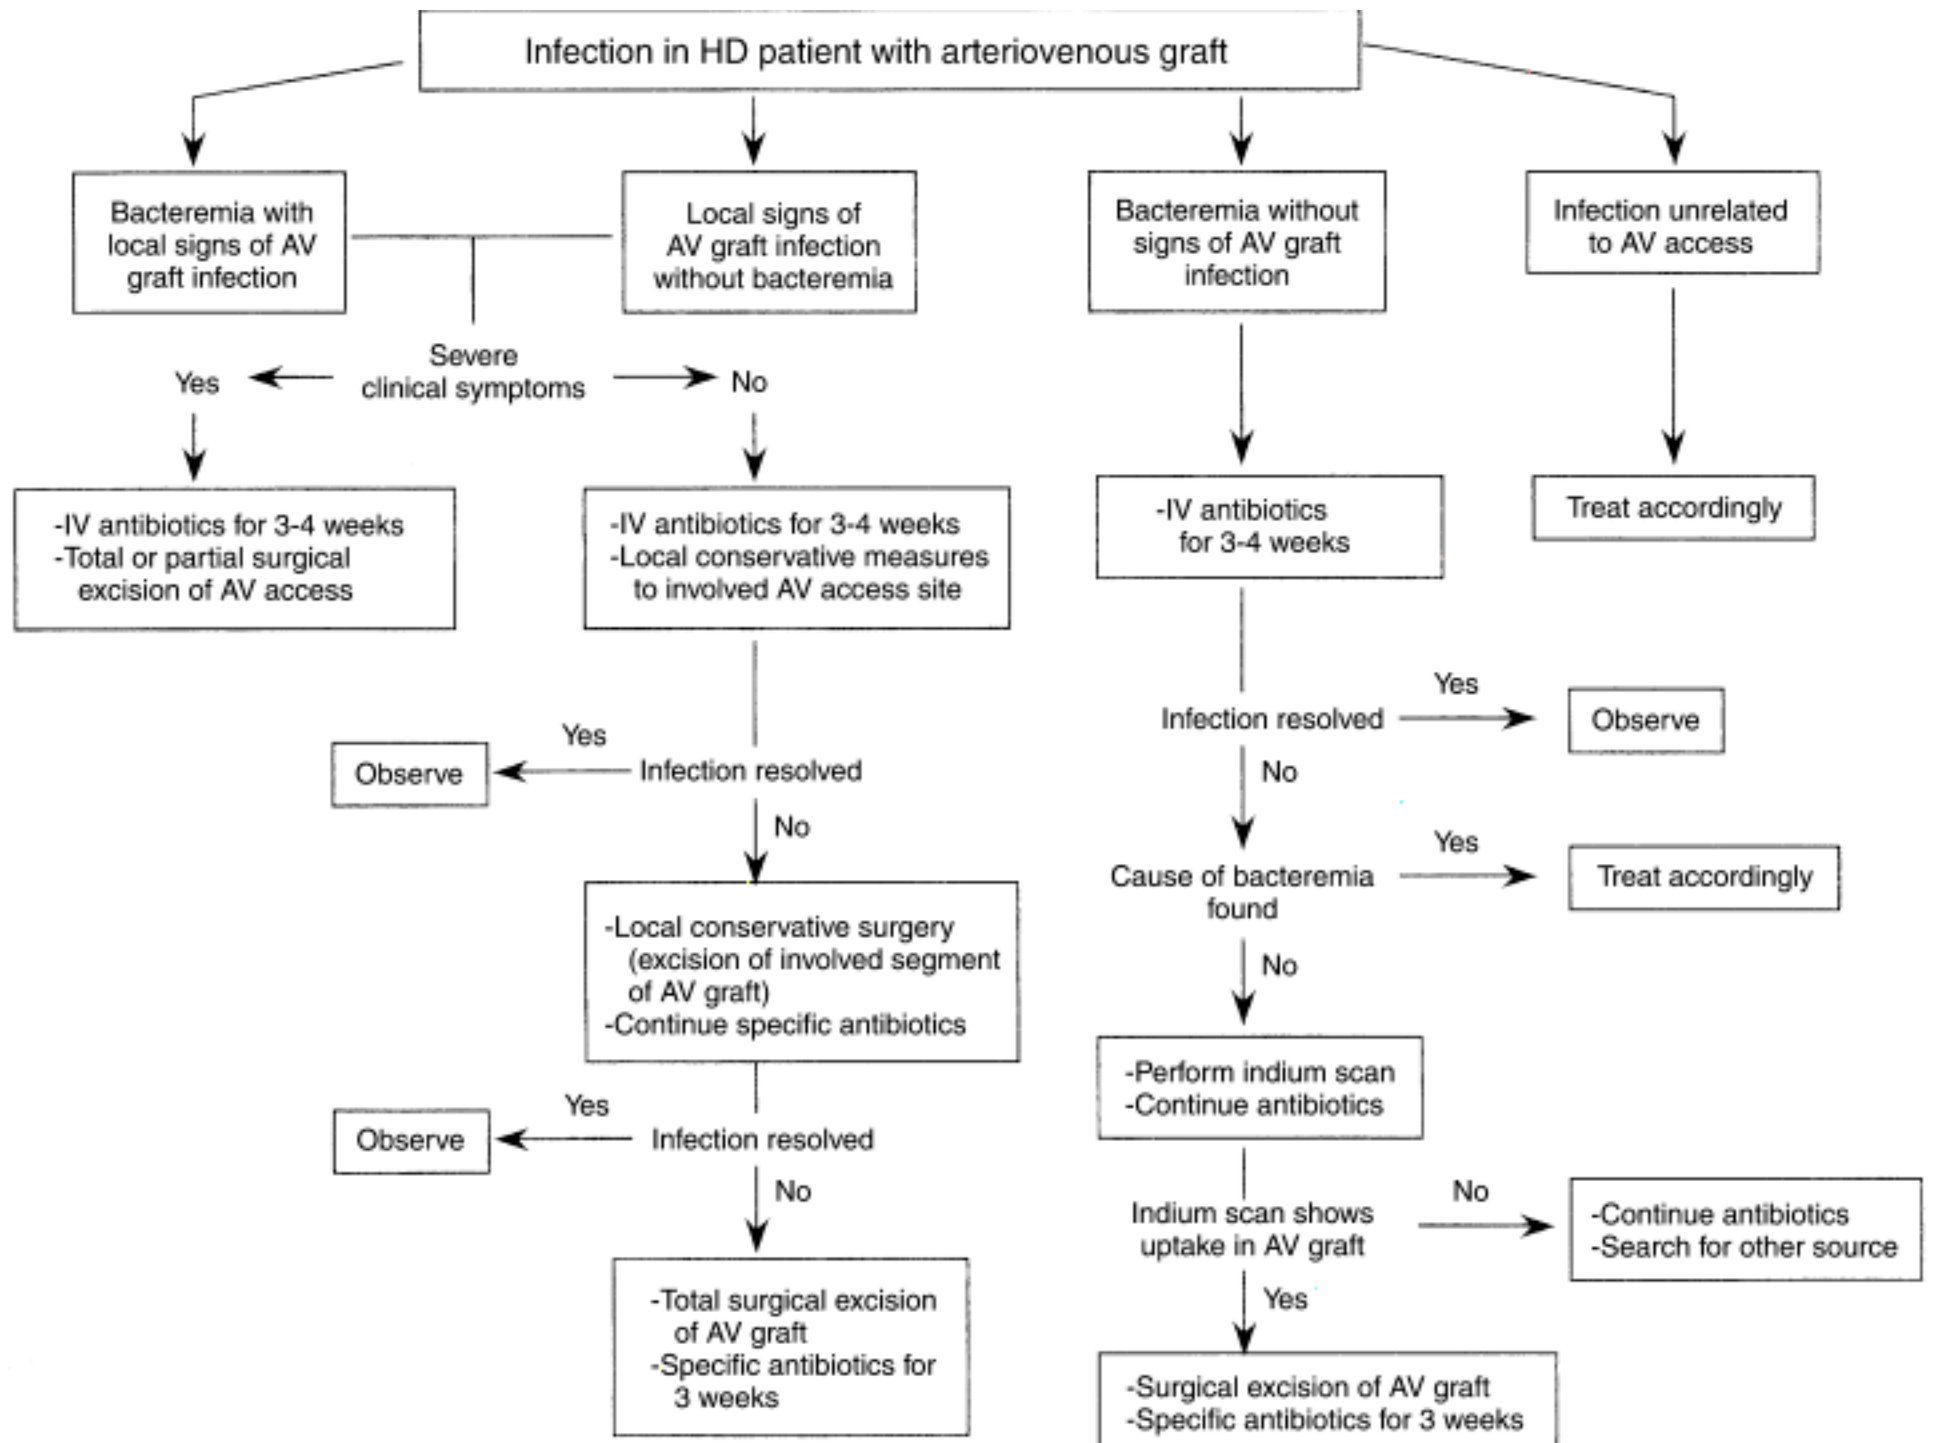 Infection in HD patient with arteriovenous graft
Bacteremia with
local signs of AV
graft infection
Local signs of
AV graft infection
without bacteremia
Bacteremia without
signs of AV graft
infection
Infection unrelated
to AV access
Severe
clinical symptoms
Yes
No
-IV antibiotics for 3-4 weeks
-Total or partial surgical
excision of AV access
-IV antibiotics for 3-4 weeks
-Local conservative measures
to involved AV access site
-IV antibiotics
for 3-4 weeks
Treat accordingly
Infection resolved
Yes
Observe
No
-Local conservative surgery
(excision of involved segment
of AV graft)
-Continue specific antibiotics
Infection resolved
Yes
Observe
No
-Total surgical excision
of AV graft
-Specific antibiotics for
3 weeks
Infection resolved
Yes
Observe
No
Cause of bacteremia
found
Yes
Treat accordingly
No
-Perform indium scan
-Continue antibiotics
Indium scan shows
uptake in AV graft
No
-Continue antibiotics
-Search for other source
Yes
-Surgical excision of AV graft
-Specific antibiotics for 3 weeks